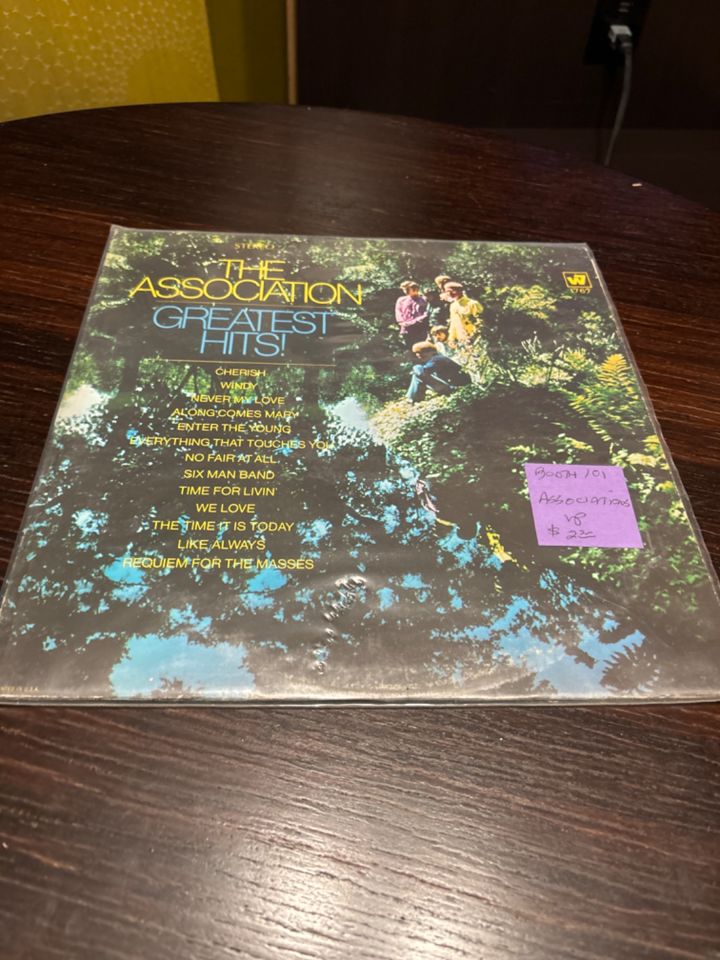 STEREO
THE
ASSOCIATION
GREATEST
HITS!
CHERISH
WINDY
NEVER MY LOVE
ALONG COMES MARY
ENTER THE YOUNG
EVERYTHING THAT TOUCHES YOU
NO FAIR AT ALL
SIX MAN BAND
TIME FOR LIVIN'
WE LOVE
THE TIME IT IS TODAY
LIKE ALWAYS
REQUIEM FOR THE MASSES
W
1767
BOOTH 101
ASSOCIATIONS
$ 2.00